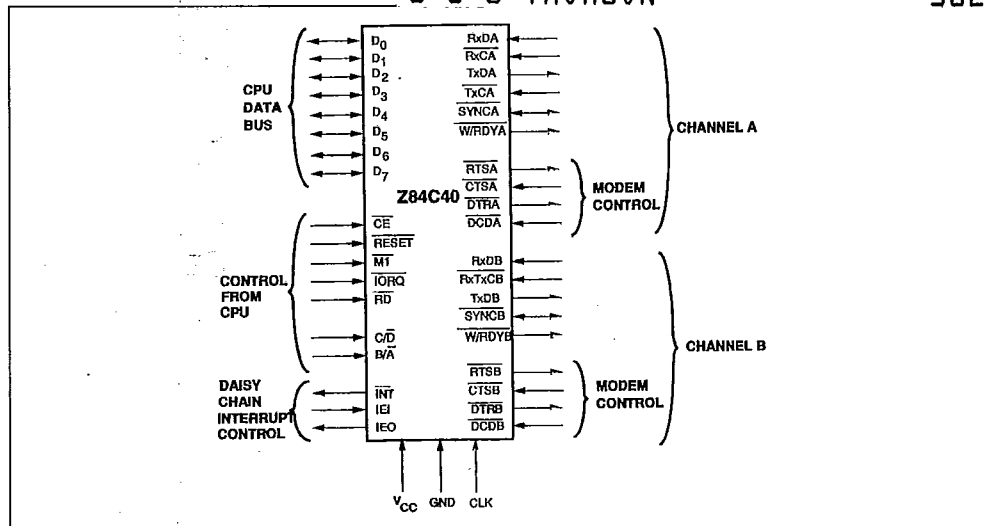 CPU
DATA
BUS
D0
D1
D2
D3
D4
D5
D6
D7
CONTROL
FROM
CPU
CE
RESET
M1
IORQ
RD
C/D
B/A
DAISY
CHAIN
INTERRUPT
CONTROL
INT
IEI
IEO
Z84C40
RxDA
RxCA
TxDA
TxCA
SYNCA
W/RDYA
RTSA
CTSA
DTRA
DCDA
MODEM
CONTROL
CHANNEL A
RxDB
RxTxCB
TxDB
SYNCB
W/RDYB
RTSB
CTSB
DTRB
DCDB
MODEM
CONTROL
CHANNEL B
VCC GND CLK